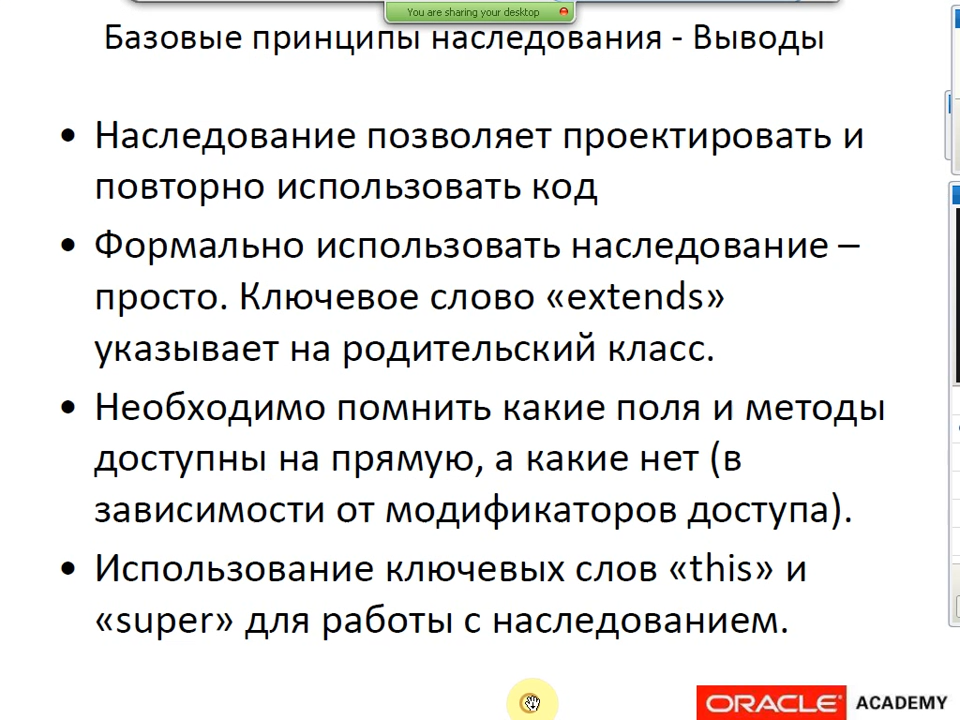 You are sharing your desktop
Базовые принципы наследования - Выводы
• Наследование позволяет проектировать и
повторно использовать код
• Формально использовать наследование –
просто. Ключевое слово «extends»
указывает на родительский класс.
• Необходимо помнить какие поля и методы
доступны на прямую, а какие нет (в
зависимости от модификаторов доступа).
• Использование ключевых слов «this» и
«super» для работы с наследованием.
ORACLE® ACADEMY